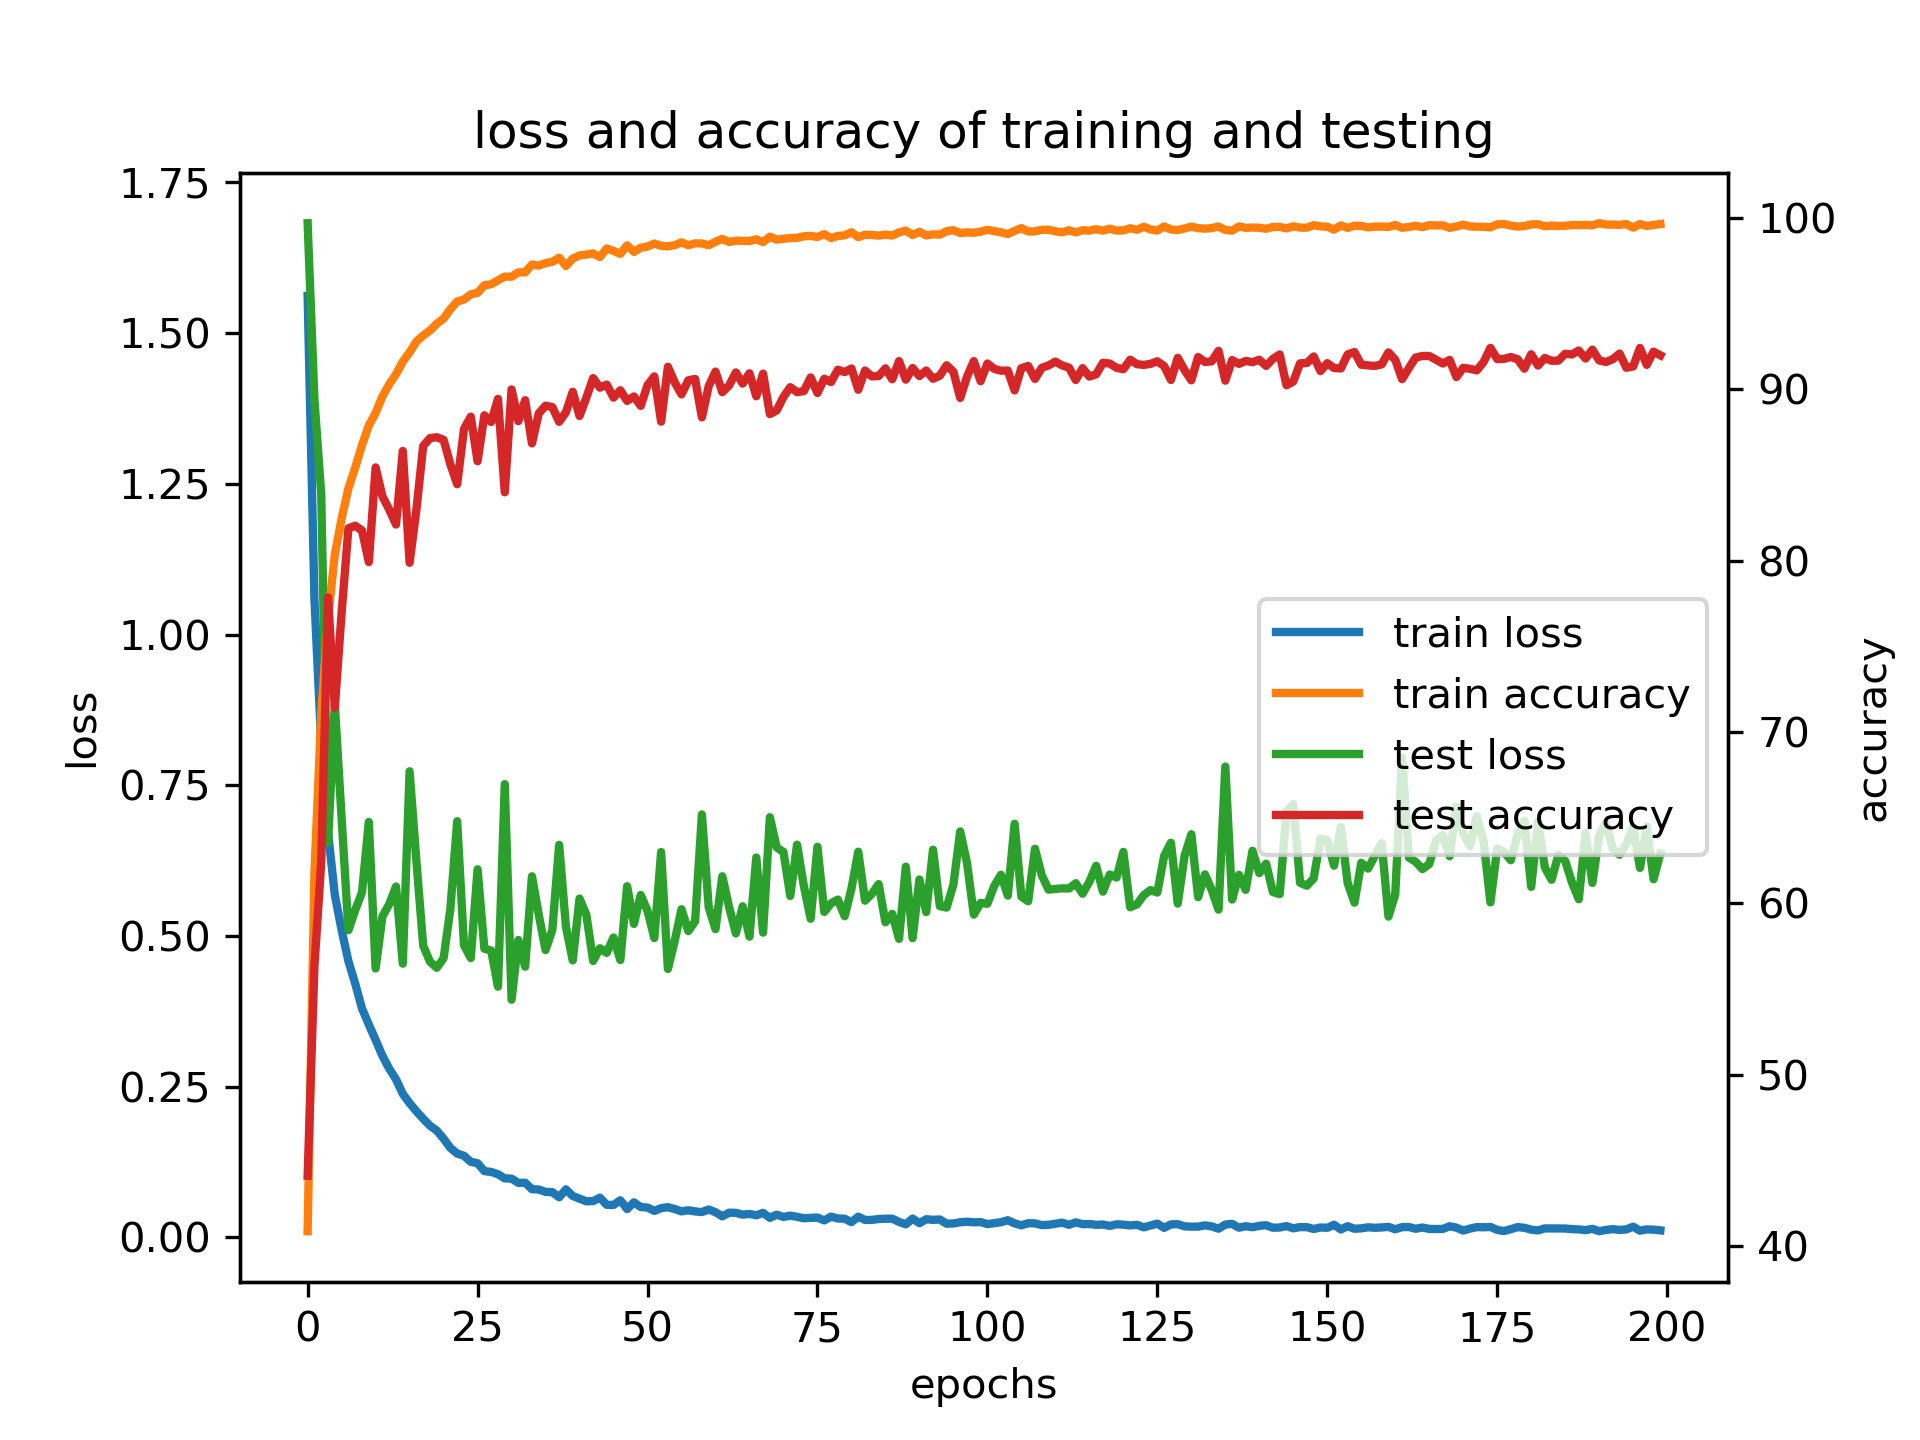 loss and accuracy of training and testing
1.75
1.50
1.25
1.00
0.75
0.50
0.25
0.00
loss
100
90
80
70
60
50
40
accuracy
train loss
train accuracy
test loss
test accuracy
0 25 50 75 100 125 150 175 200
epochs